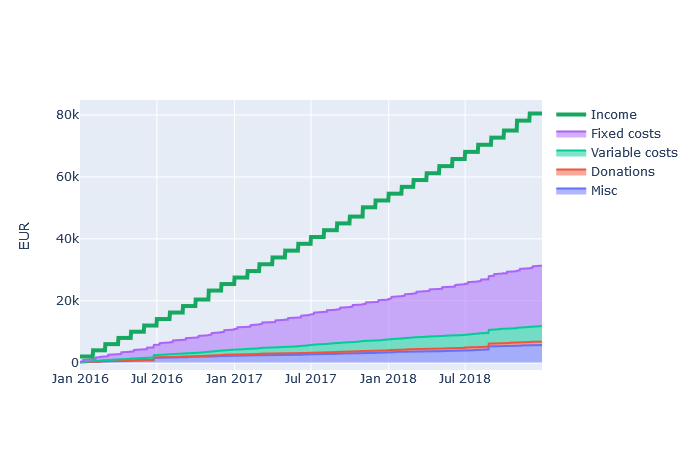 80k
60k
40k
20k
0
EUR
Jan 2016
Jul 2016
Jan 2017
Jul 2017
Jan 2018
Jul 2018
Income
Fixed costs
Variable costs
Donations
Misc